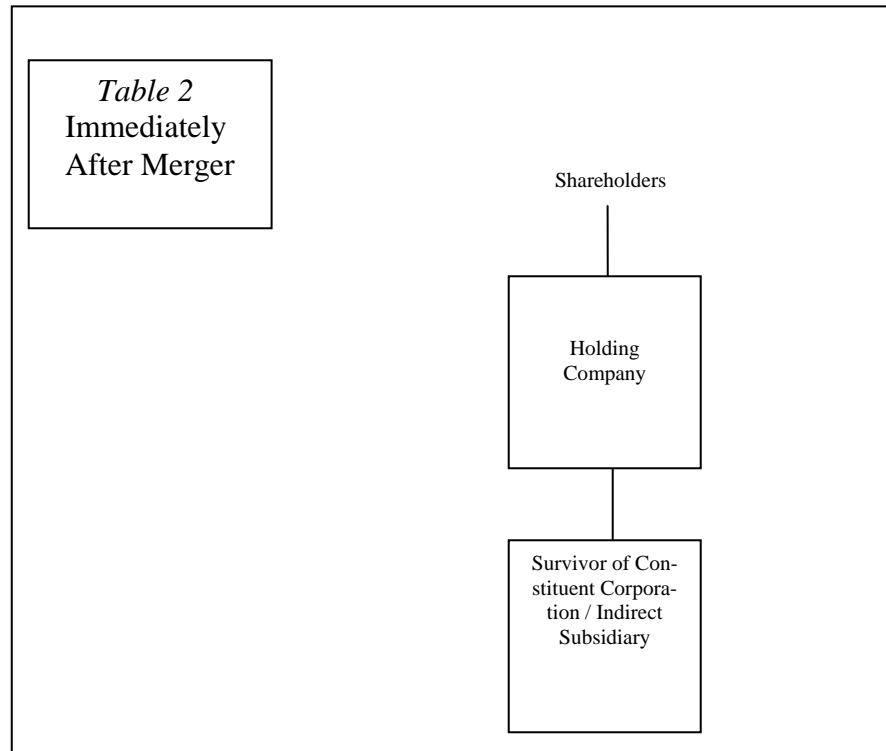 Table 2
Immediately
After Merger
Shareholders
Holding
Company
Survivor of Con-
stituent Corpora-
tion / Indirect
Subsidiary